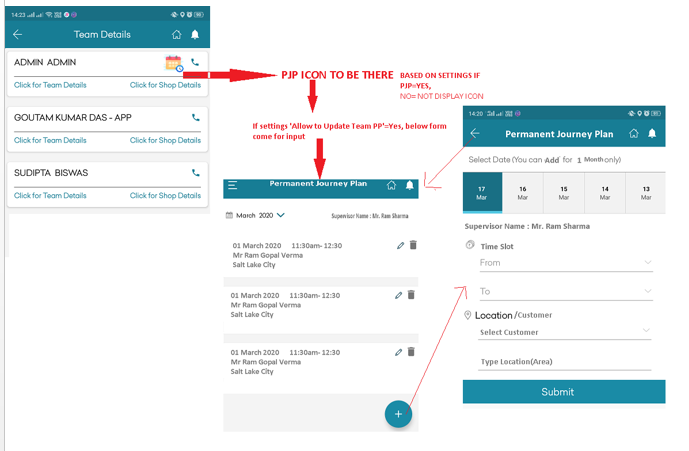 14:23
Team Details
ADMIN ADMIN
Click for Team Details Click for Shop Details
GOUTAM KUMAR DAS - APP
Click for Team Details Click for Shop Details
SUDIPTA BISWAS
Click for Team Details Click for Shop Details
PJP ICON TO BE THERE
BASED ON SETTINGS IF
PJP=YES,
NO= NOT DISPLAY ICON
If settings 'Allow to Update Team PP'=Yes, below form
come for input
Permanent Journey Plan
March 2020 Supervisor Name : Mr. Ram Sharma
01 March 2020 11:30am- 12:30
Mr Ram Gopal Verma
Salt Lake City
01 March 2020 11:30am- 12:30
Mr Ram Gopal Verma
Salt Lake City
01 March 2020 11:30am- 12:30
Mr Ram Gopal Verma
Salt Lake City
+
14:20
Permanent Journey Plan
Select Date (You can Add for 1 Month only)
17 16 15 14 13
Mar Mar Mar Mar Mar
Supervisor Name : Mr. Ram Sharma
Time Slot
From
To
Location /Customer
Select Customer
Type Location(Area)
Submit